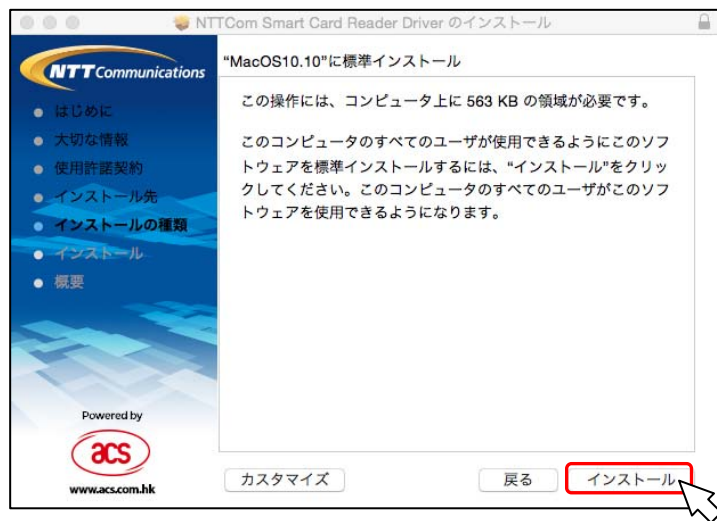 NTTCom Smart Card Reader Driver のインストール
NTT Communications
はじめに
大切な情報
使用許諾契約
インストール先
インストールの種類
インストール
概要
Powered by
acs
www.acs.com.hk
“MacOS10.10”に標準インストール
この操作には、コンピュータ上に 563 KB の領域が必要です。
このコンピュータのすべてのユーザが使用できるようにこのソフ
トウェアを標準インストールするには、“インストール”をクリッ
クしてください。このコンピュータのすべてのユーザがこのソフ
トウェアを使用できるようになります。
カスタマイズ
戻る
インストール